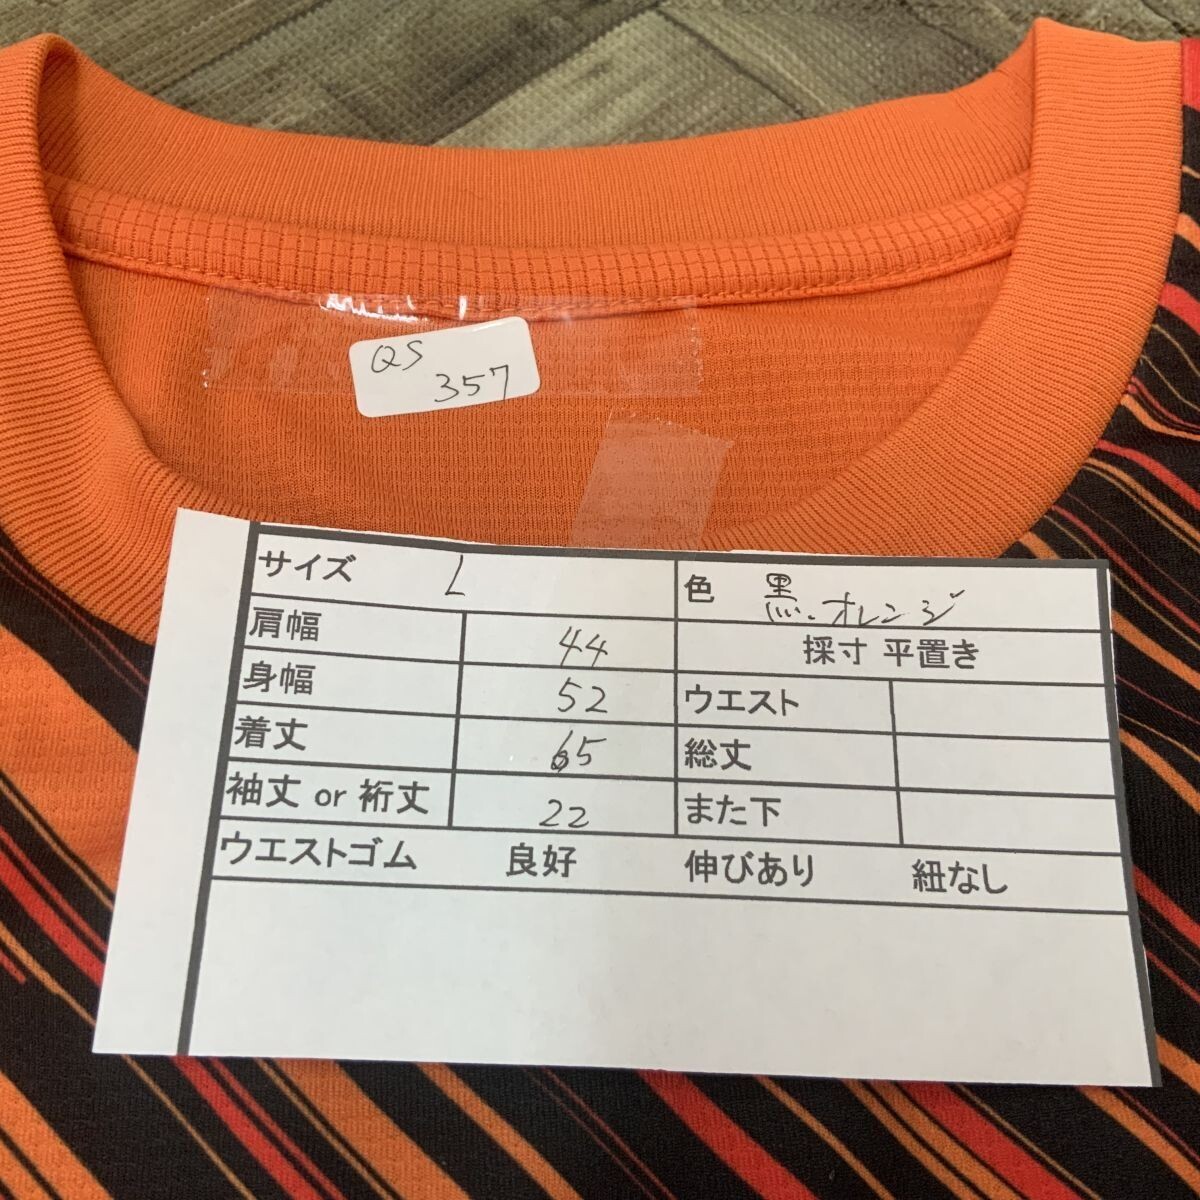 QS
357
サイズ L 色 黒.オレンジ
肩幅 44 採寸 平置き
身幅 52 ウエスト
着丈 65 総丈
袖丈 or 裄丈 22 また下
ウエストゴム 良好 伸びあり 紐なし